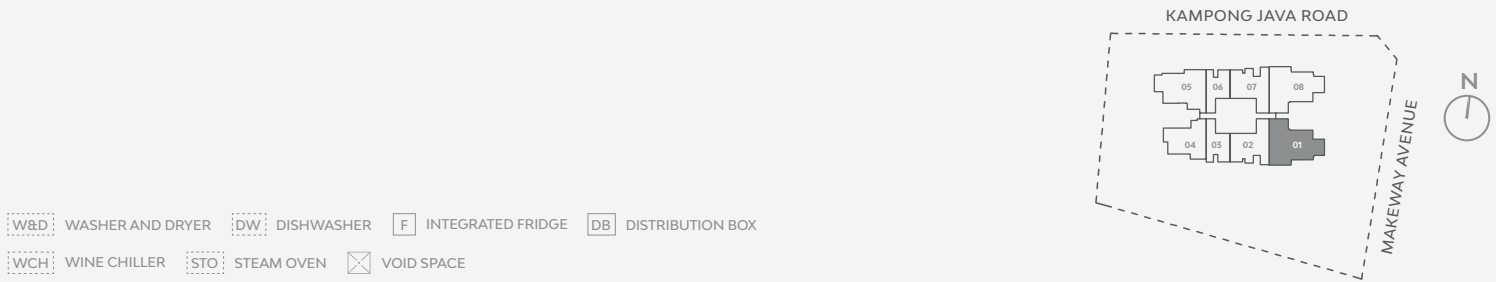 KAMPONG JAVA ROAD
N
05 06 07 08
04 03 02 01
MAKEWAY AVENUE
W&D WASHER AND DRYER DW DISHWASHER F INTEGRATED FRIDGE DB DISTRIBUTION BOX
WCH WINE CHILLER STO STEAM OVEN VOID SPACE